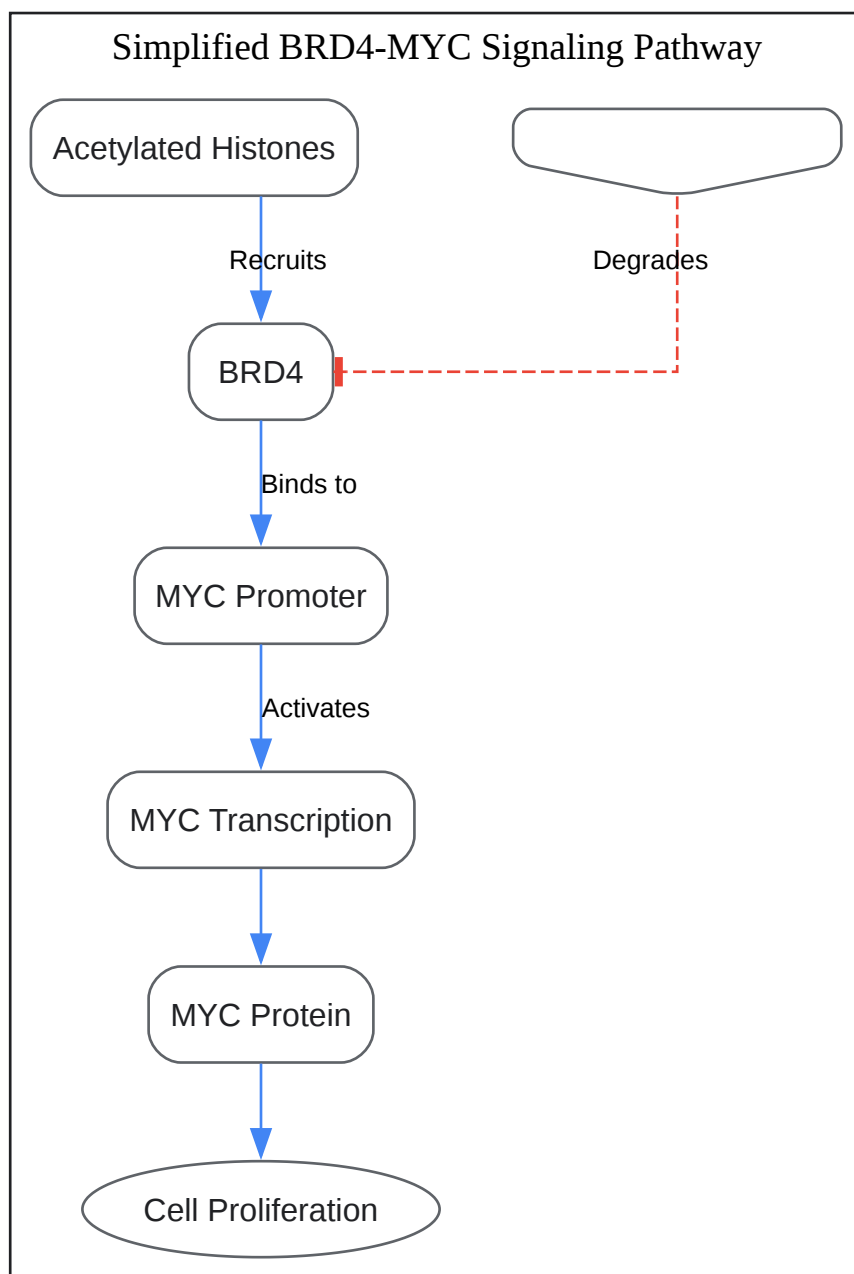 Simplified BRD4-MYC Signaling Pathway
Acetylated Histones
Recruits
Degrades
BRD4
Binds to
MYC Promoter
Activates
MYC Transcription
MYC Protein
Cell Proliferation